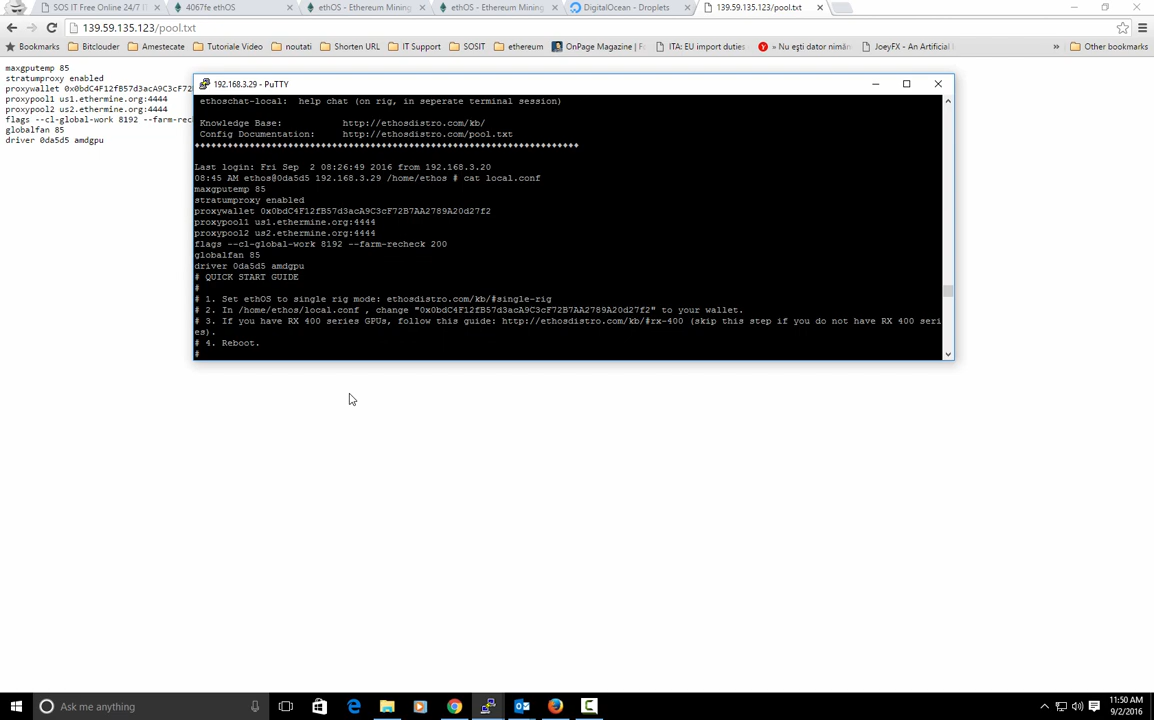 SOS IT Free Online 24/7 IT
4067fe ethOS
ethOS - Ethereum Mining
ethOS - Ethereum Mining
DigitalOcean - Droplets
139.59.135.123/pool.txt
139.59.135.123/pool.txt
Bookmarks
Bitclouder
Amestecate
Tutoriale Video
noutati
Shorten URL
IT Support
SOSIT
ethereum
OnPage Magazine | F
ITA: EU import duties
» Nu ești dator nimăn
JoeyFX - An Artificial
»
Other bookmarks
maxgputemp 85
stratumproxy enabled
proxywallet 0x0bdC4F12fB57d3acA9C3cF72
proxypool1 us1.ethermine.org:4444
proxypool2 us2.ethermine.org:4444
flags --cl-global-work 8192 --farm-rec
globalfan 85
driver 0da5d5 amdgpu
192.168.3.29 - PuTTY
ethoschat-local: help chat (on rig, in seperate terminal session)
Knowledge Base: http://ethosdistro.com/kb/
Config Documentation: http://ethosdistro.com/pool.txt
Last login: Fri Sep 2 08:26:49 2016 from 192.168.3.20
08:45 AM ethos@0da5d5 192.168.3.29 /home/ethos # cat local.conf
maxgputemp 85
stratumproxy enabled
proxywallet 0x0bdC4F12fB57d3acA9C3cF72B7AA2789A20d27f2
proxypool1 us1.ethermine.org:4444
proxypool2 us2.ethermine.org:4444
flags --cl-global-work 8192 --farm-recheck 200
globalfan 85
driver 0da5d5 amdgpu
# QUICK START GUIDE
#
# 1. Set ethOS to single rig mode: ethosdistro.com/kb/#single-rig
# 2. In /home/ethos/local.conf , change "0x0bdC4F12fB57d3acA9C3cF72B7AA2789A20d27f2" to your wallet.
# 3. If you have RX 400 series GPUs, follow this guide: http://ethosdistro.com/kb/#rx-400 (skip this step if you do not have RX 400 seri
es).
# 4. Reboot.
#
Ask me anything
11:50 AM
9/2/2016